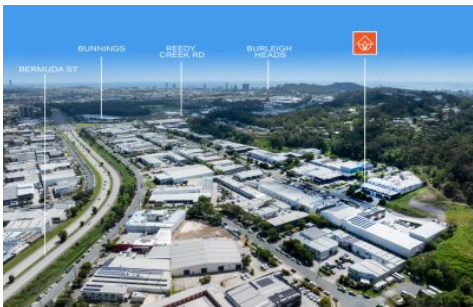 BUNNINGS
REEDY
CREEK RD
BURLEIGH
HEADS
BERMUDA ST